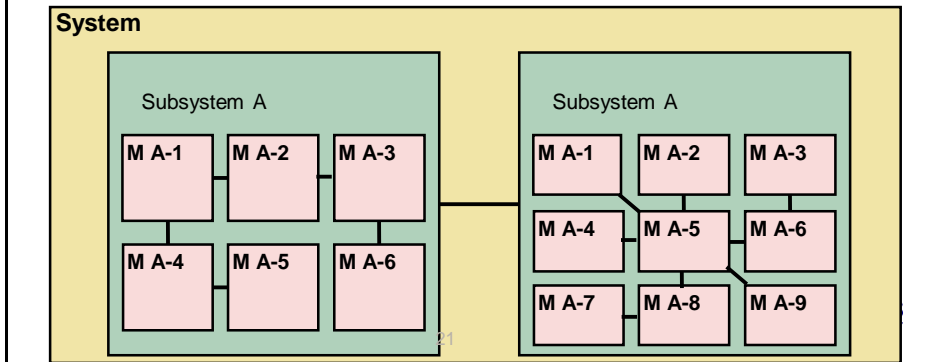 System
Subsystem A
M A-1 M A-2 M A-3
M A-4 M A-5 M A-6
Subsystem A
M A-1 M A-2 M A-3
M A-4 M A-5 M A-6
M A-7 M A-8 M A-9
21